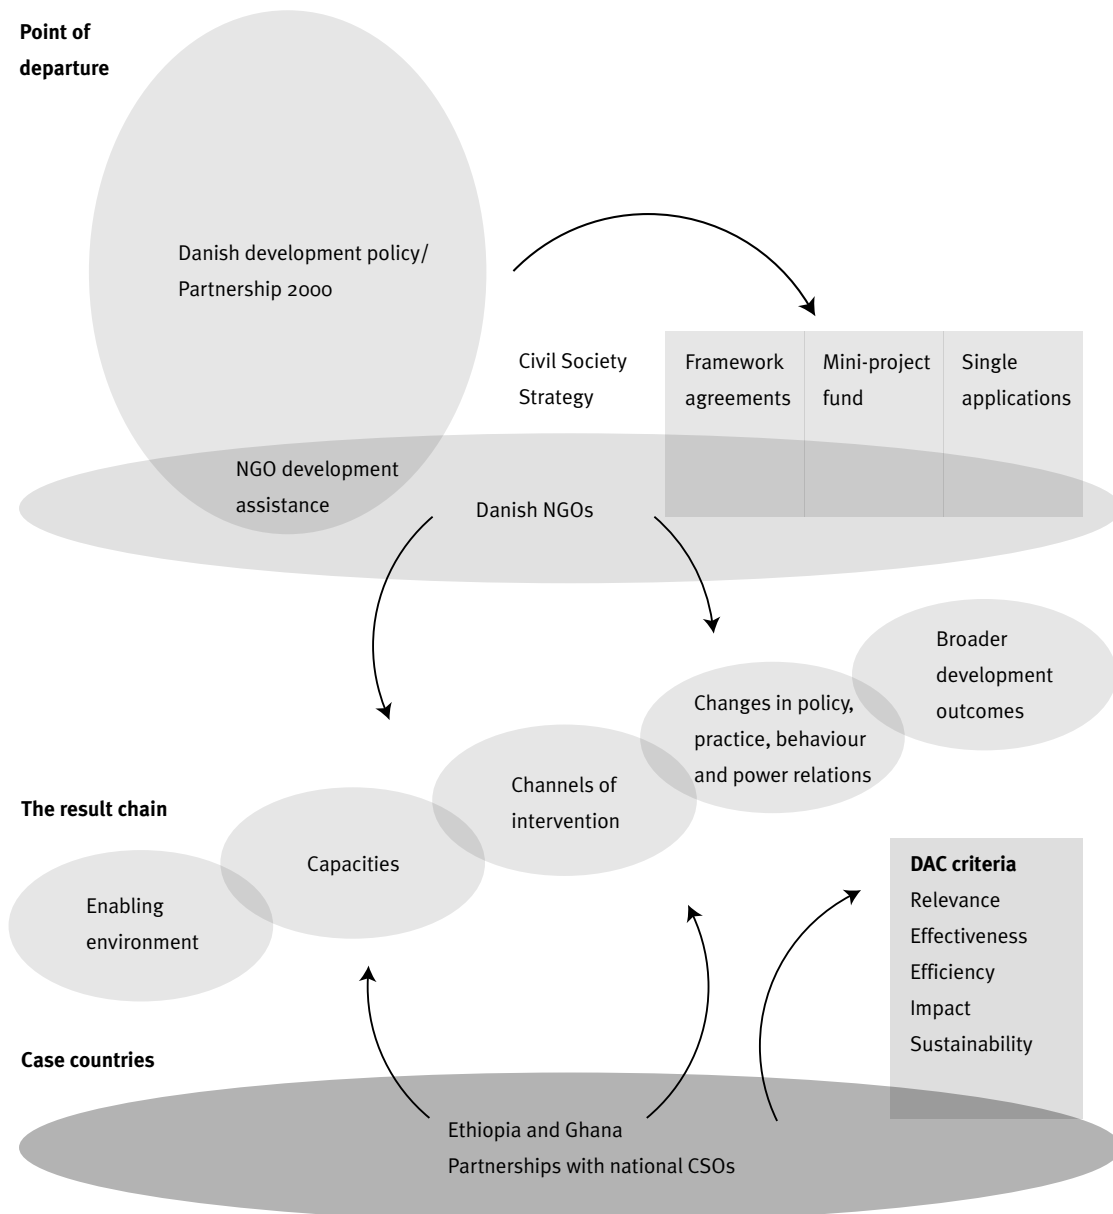 Point of
departure
Danish development policy/
Partnership 2000
Civil Society
Strategy
Framework
agreements
Mini-project
fund
Single
applications
NGO development
assistance
Danish NGOs
Broader
development
outcomes
Changes in policy,
practice, behaviour
and power relations
Channels of
intervention
The result chain
Capacities
Enabling
environment
DAC criteria
Relevance
Effectiveness
Efficiency
Impact
Sustainability
Case countries
Ethiopia and Ghana
Partnerships with national CSOs